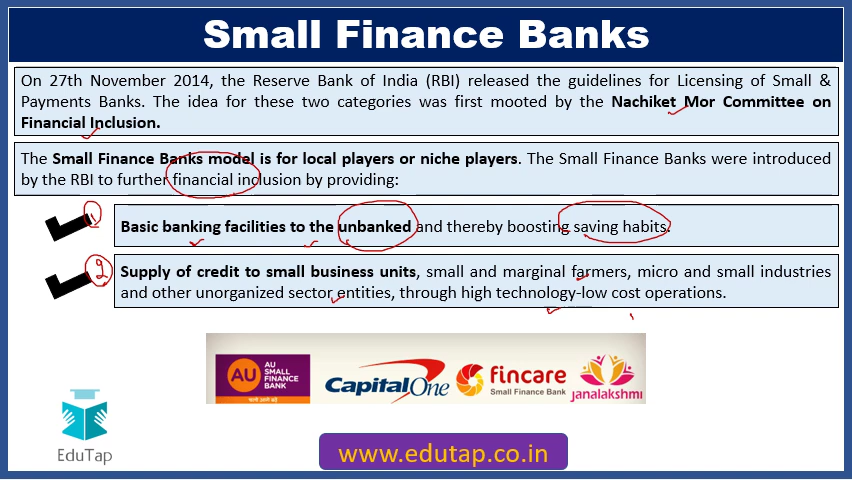 Small Finance Banks
On 27th November 2014, the Reserve Bank of India (RBI) released the guidelines for Licensing of Small &
Payments Banks. The idea for these two categories was first mooted by the Nachiket Mor Committee on
Financial Inclusion.
The Small Finance Banks model is for local players or niche players. The Small Finance Banks were introduced
by the RBI to further financial inclusion by providing:
1
Basic banking facilities to the unbanked and thereby boosting saving habits.
2
Supply of credit to small business units, small and marginal farmers, micro and small industries
and other unorganized sector entities, through high technology-low cost operations.
AU
AU
SMALL
FINANCE
BANK
Capital One
fincare
Small Finance Bank
janalakshmi
EduTap
www.edutap.co.in